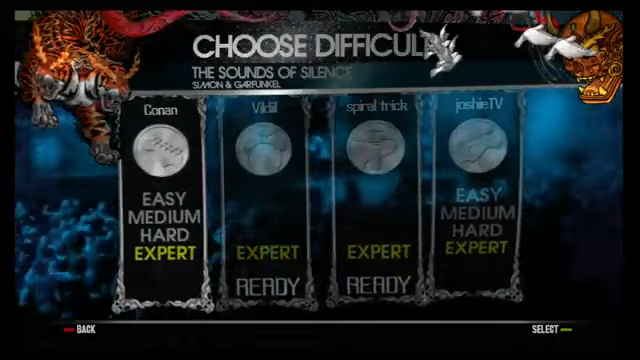 CHOOSE DIFFICUL
THE SOUNDS OF SILENCE
SIMON & GARFUNKEL
Conan
Vildil
spiral trick
joshieTV
EASY
MEDIUM
HARD
EXPERT
EXPERT
READY
EXPERT
READY
EASY
MEDIUM
HARD
EXPERT
BACK
SELECT